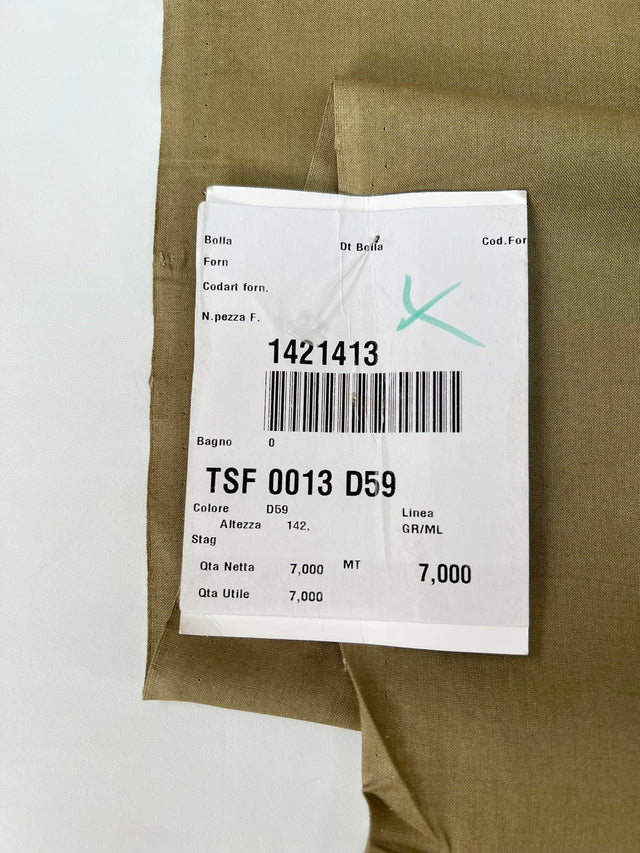 Bolla Dt Bolla Cod.For
Forn
Codart forn.
N.pezza F.
1421413
Bagno 0
TSF 0013 D59
Colore D59 Linea
Altezza 142, GR/ML
Stag
Qta Netta 7,000 MT 7,000
Qta Utile 7,000